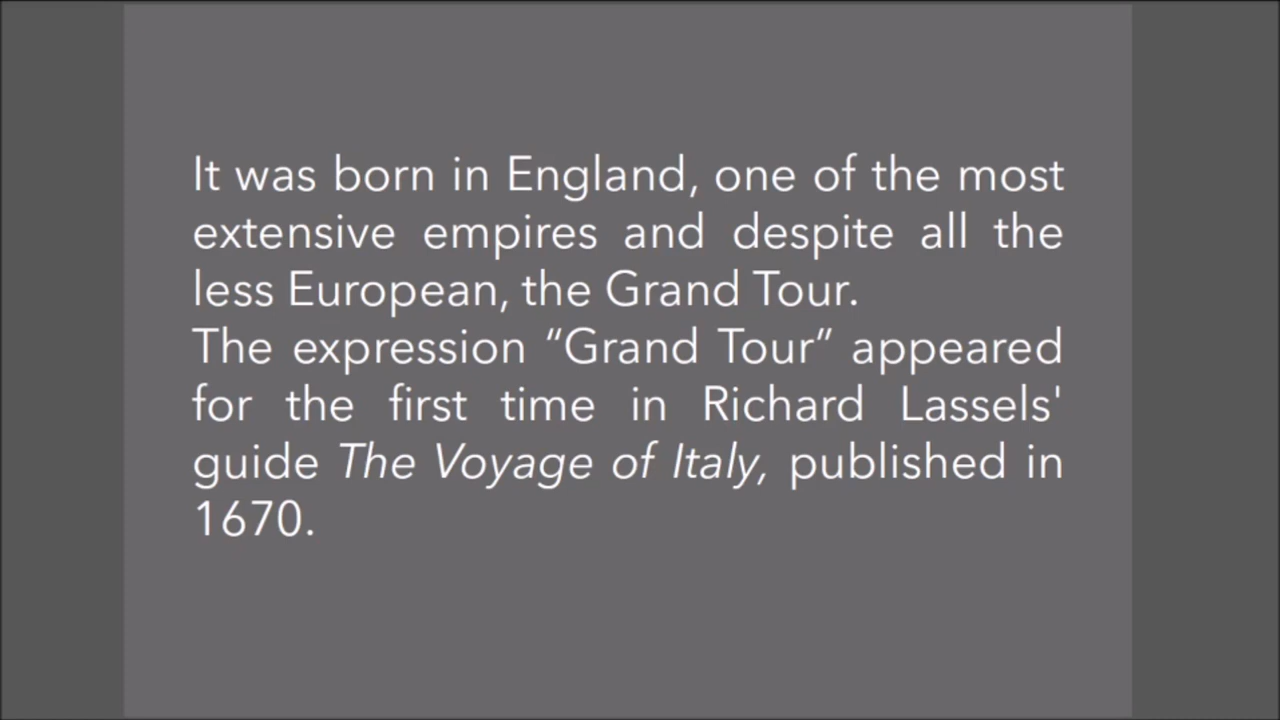 It was born in England, one of the most
extensive empires and despite all the
less European, the Grand Tour.
The expression “Grand Tour” appeared
for the first time in Richard Lassels'
guide The Voyage of Italy, published in
1670.